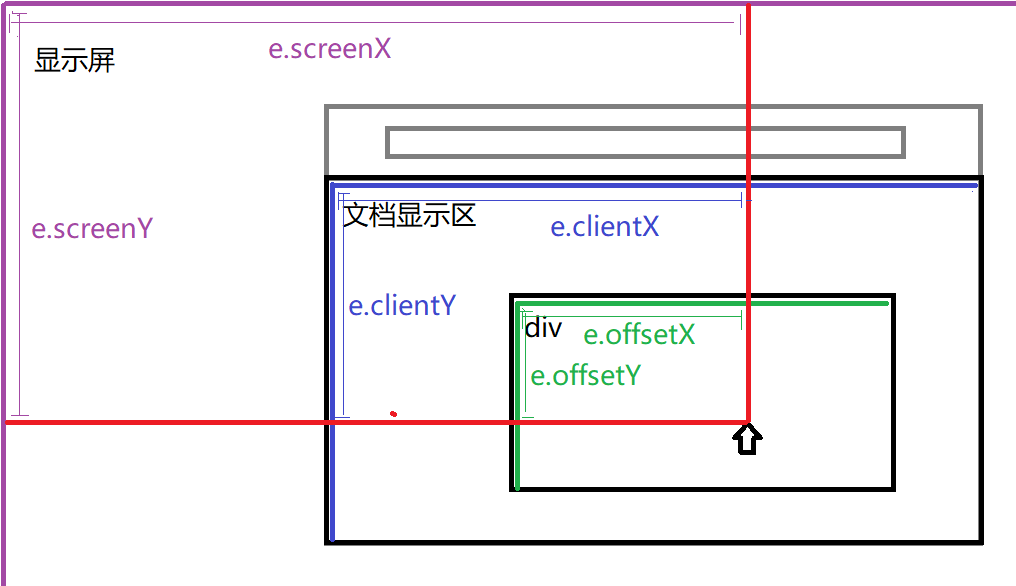 e.screenX
显示屏
文档显示区
e.clientX
e.screenY
e.clientY
div
e.offsetX
e.offsetY